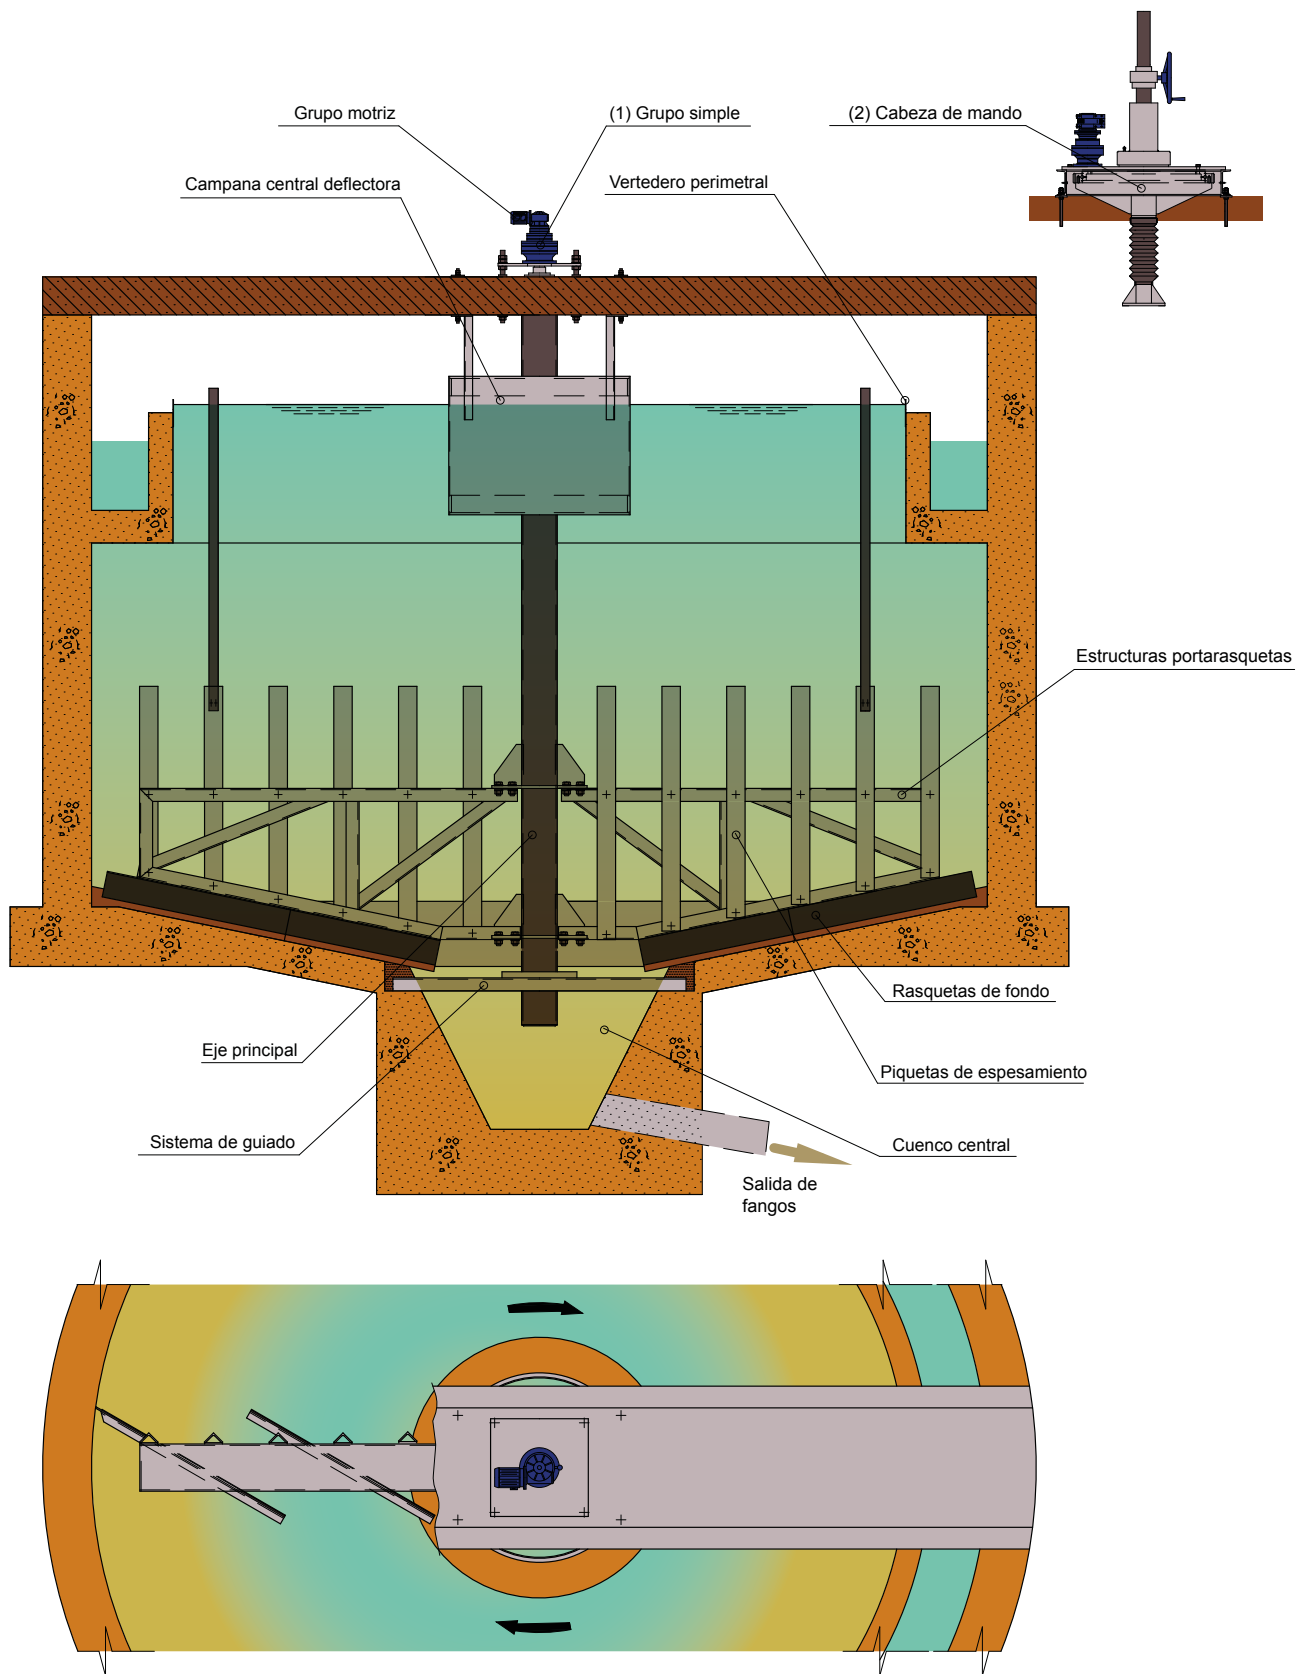 Grupo motriz
(1) Grupo simple
(2) Cabeza de mando
Campana central deflectora
Vertedero perimetral
Estructuras portarasquetas
Rasquetas de fondo
Eje principal
Piquetas de espesamiento
Sistema de guiado
Cuenco central
Salida de
fangos